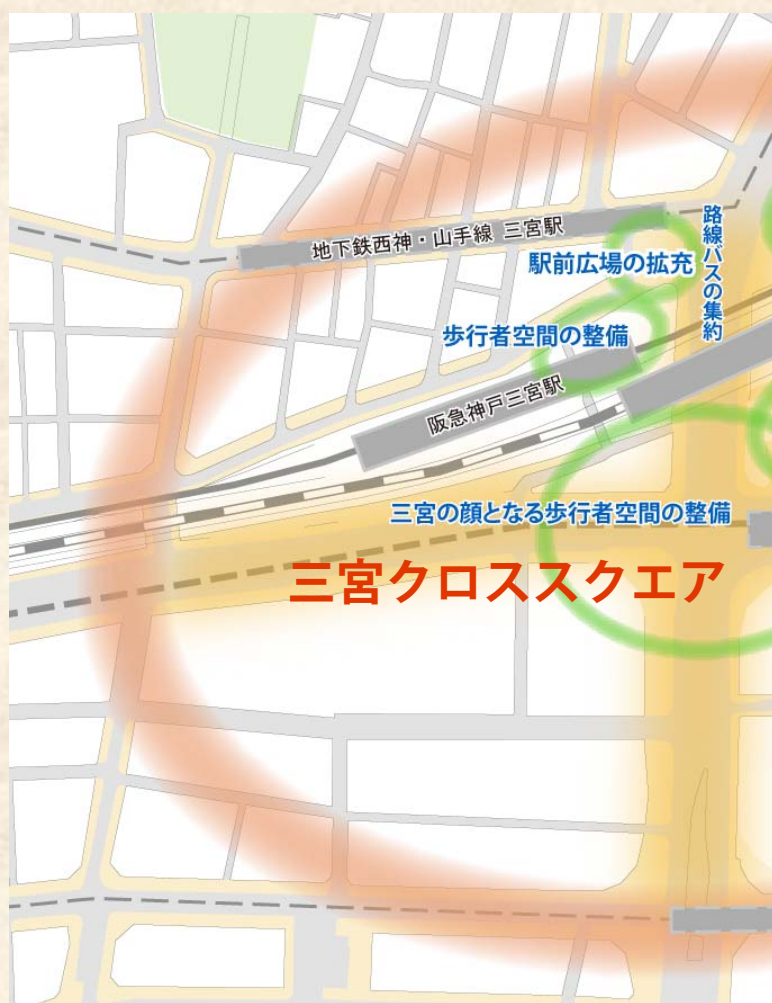 地下鉄西神・山手線 三宮駅
駅前広場の拡充
路線バスの集約
歩行者空間の整備
阪急神戸三宮駅
三宮の顔となる歩行者空間の整備
三宮クロススクエア